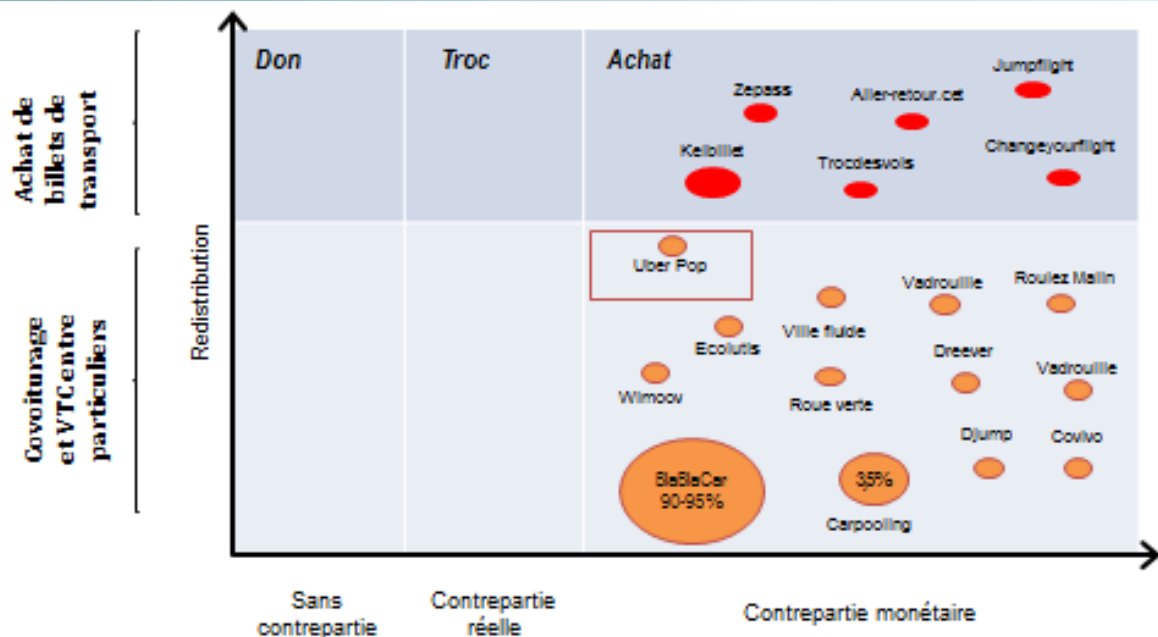 Don
Troc
Achat
Jumpflight
Zepass
Aller-retour.cet
Kelbillet
Trocdesvols
Changeyourflight
Achat de
billets de
transport
Redistribution
Covoiturage
et VTCentre
particuliers
Uber Pop
Ville fluide
Vadrouille
Roulez Malin
Ecolutis
Dreever
Vadrouille
Wimoov
Roue verte
Djump
Covivo
BlaBlaCar
90-95%
3,5%
Carpooling
Sans
contrepartie
Contrepartie
réelle
Contrepartie monétaire